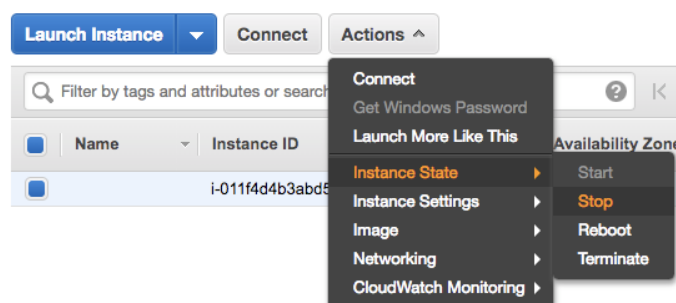 Launch Instance Connect Actions
Filter by tags and attributes or search
Connect
Get Windows Password
Launch More Like This
Name Instance ID Availability Zone
Instance State Start
i-011f4d4b3abd5
Instance Settings Stop
Image Reboot
Networking Terminate
CloudWatch Monitoring